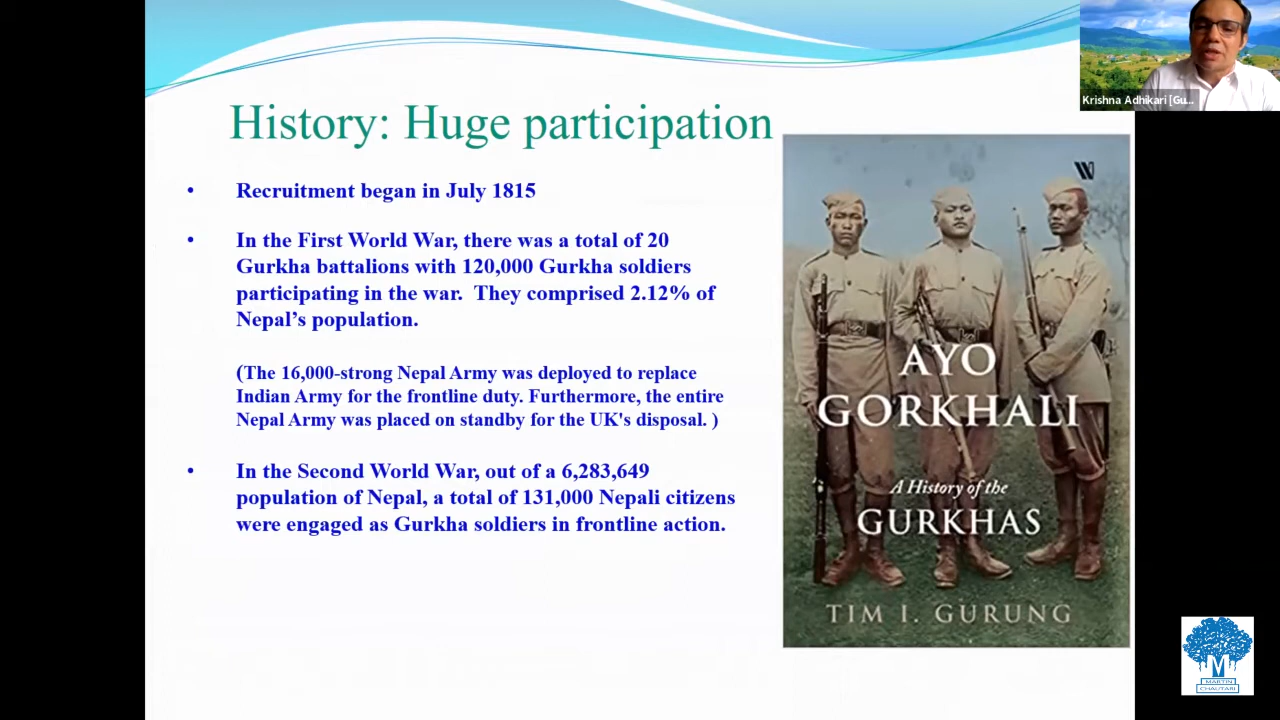 Krishna Adhikari [Gu...
History: Huge participation
• Recruitment began in July 1815
• In the First World War, there was a total of 20
Gurkha battalions with 120,000 Gurkha soldiers
participating in the war. They comprised 2.12% of
Nepal’s population.
(The 16,000-strong Nepal Army was deployed to replace
Indian Army for the frontline duty. Furthermore, the entire
Nepal Army was placed on standby for the UK's disposal. )
• In the Second World War, out of a 6,283,649
population of Nepal, a total of 131,000 Nepali citizens
were engaged as Gurkha soldiers in frontline action.
W
AYO
GORKHALI
A History of the
GURKHAS
TIM I. GURUNG
M
MARTIN
CHAUTARI